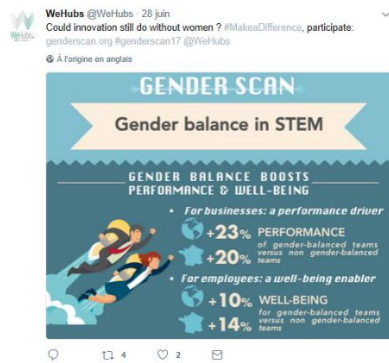 WeHubs @WeHubs · 28 juin
Could innovation still do without women ? #MakeaDifference, participate:
genderscan.org #genderscan17 @WeHubs
À l'origine en anglais
GENDER SCAN
Gender balance in STEM
GENDER BALANCE BOOSTS
PERFORMANCE & WELL-BEING
• For businesses: a performance driver
+23% PERFORMANCE
of gender-balanced teams
versus non gender-balanced
+20% teams
• For employees: a well-being enabler
+10% WELL-BEING
for gender-balanced teams
versus non gender-balanced
+14% teams
4 2